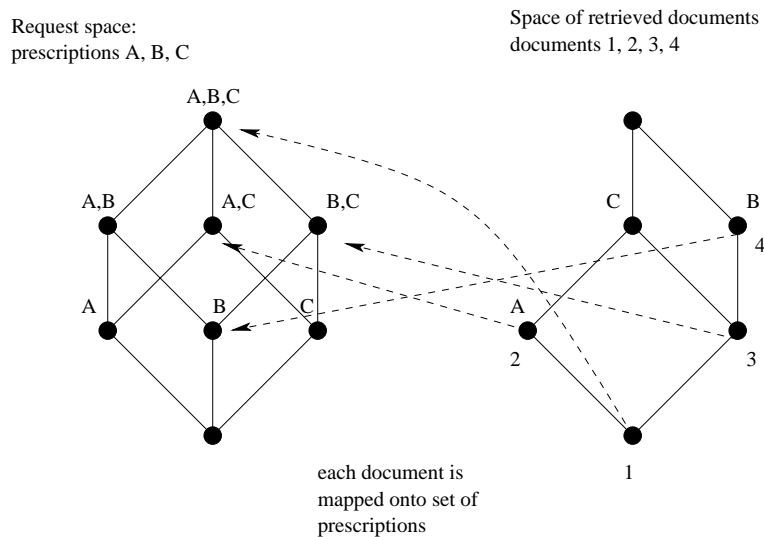 Request space:
prescriptions A, B, C
Space of retrieved documents
documents 1, 2, 3, 4
A,B,C
A,B
A,C
B,C
A
B
C
C
B
4
A
2
3
1
each document is
mapped onto set of
prescriptions